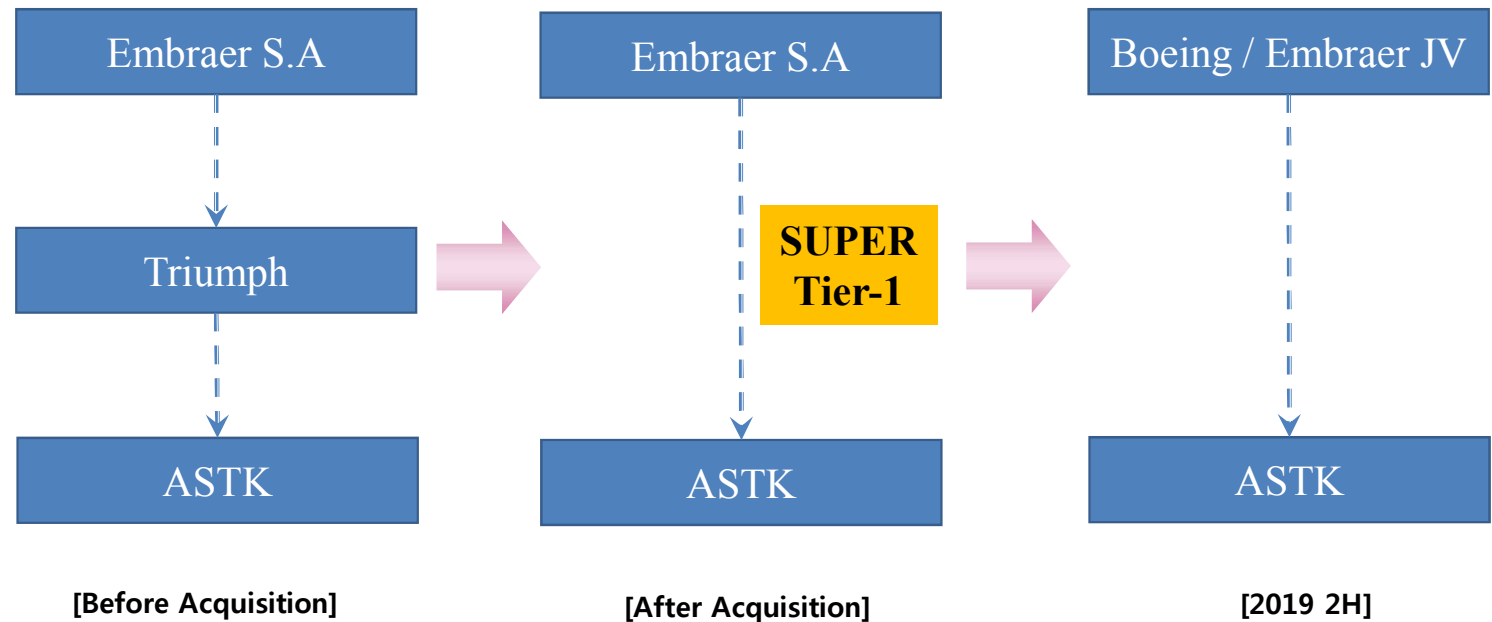 Embraer S.A
Embraer S.A
Boeing / Embraer JV
Triumph
SUPER
Tier-1
ASTK
ASTK
ASTK
[Before Acquisition]
[After Acquisition]
[2019 2H]